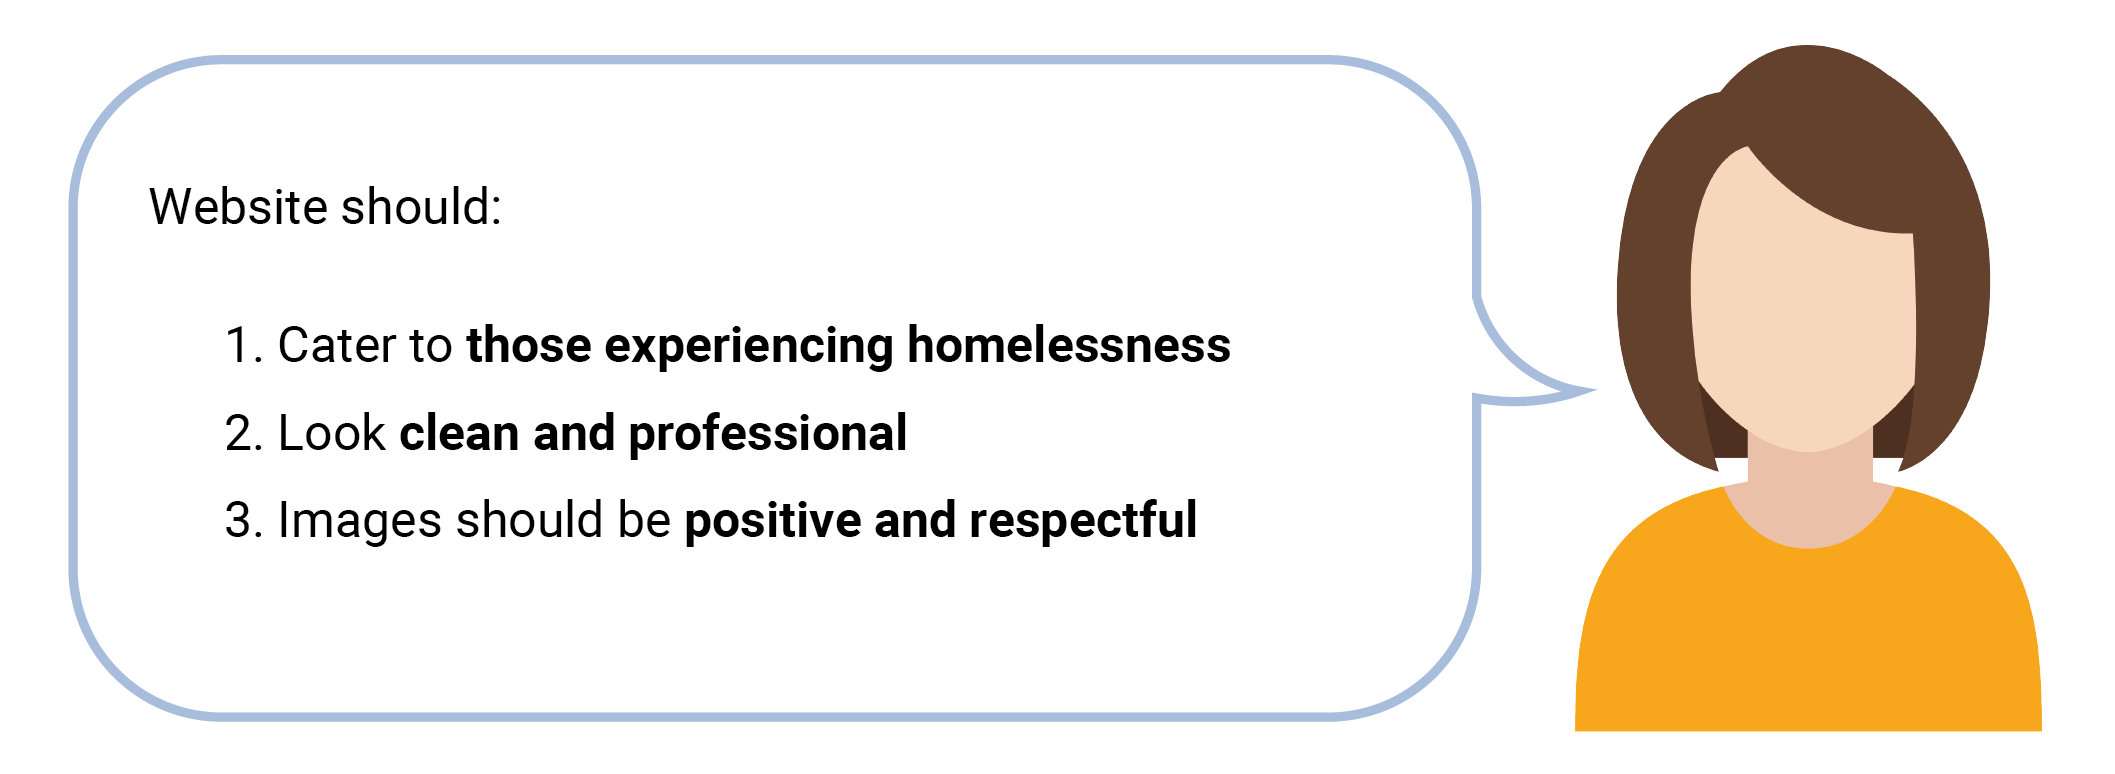 Website should:
1. Cater to those experiencing homelessness
2. Look clean and professional
3. Images should be positive and respectful